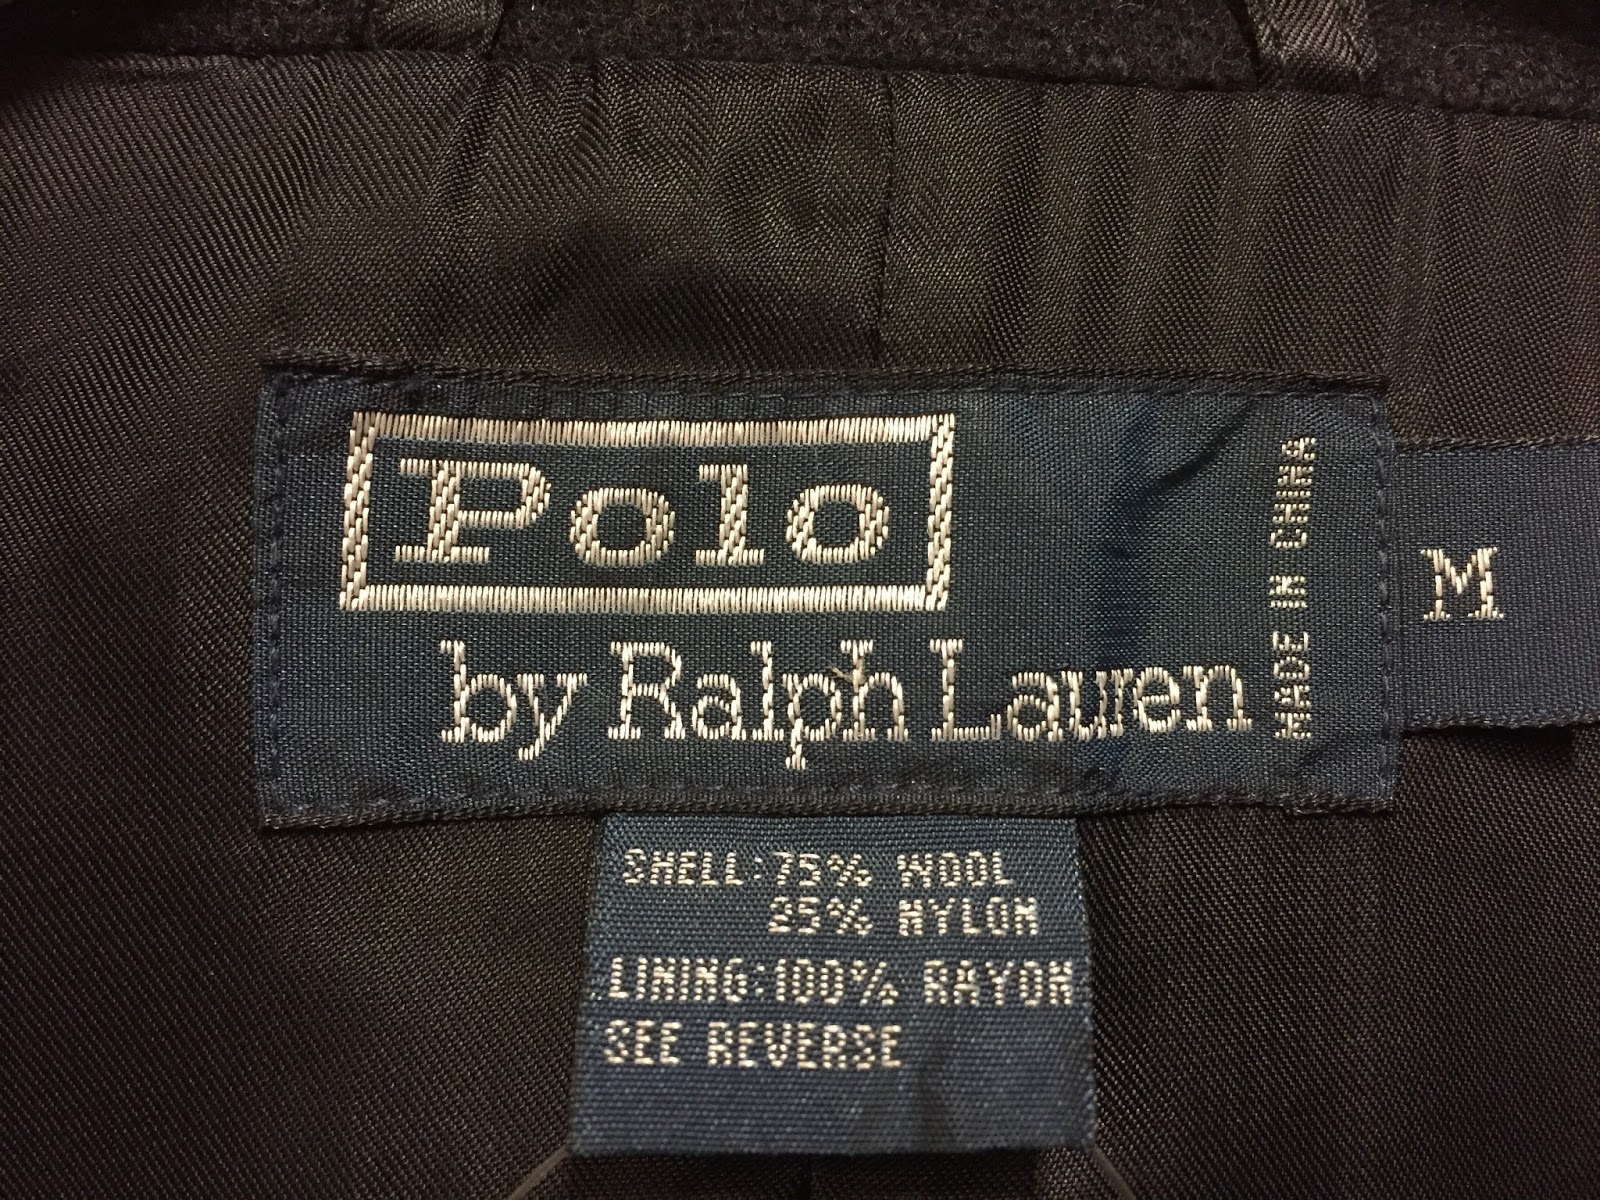 Polo
by Ralph Lauren
MADE IN CHINA
M
SHELL:75% WOOL
25% NYLON
LINING:100% RAYON
SEE REVERSE